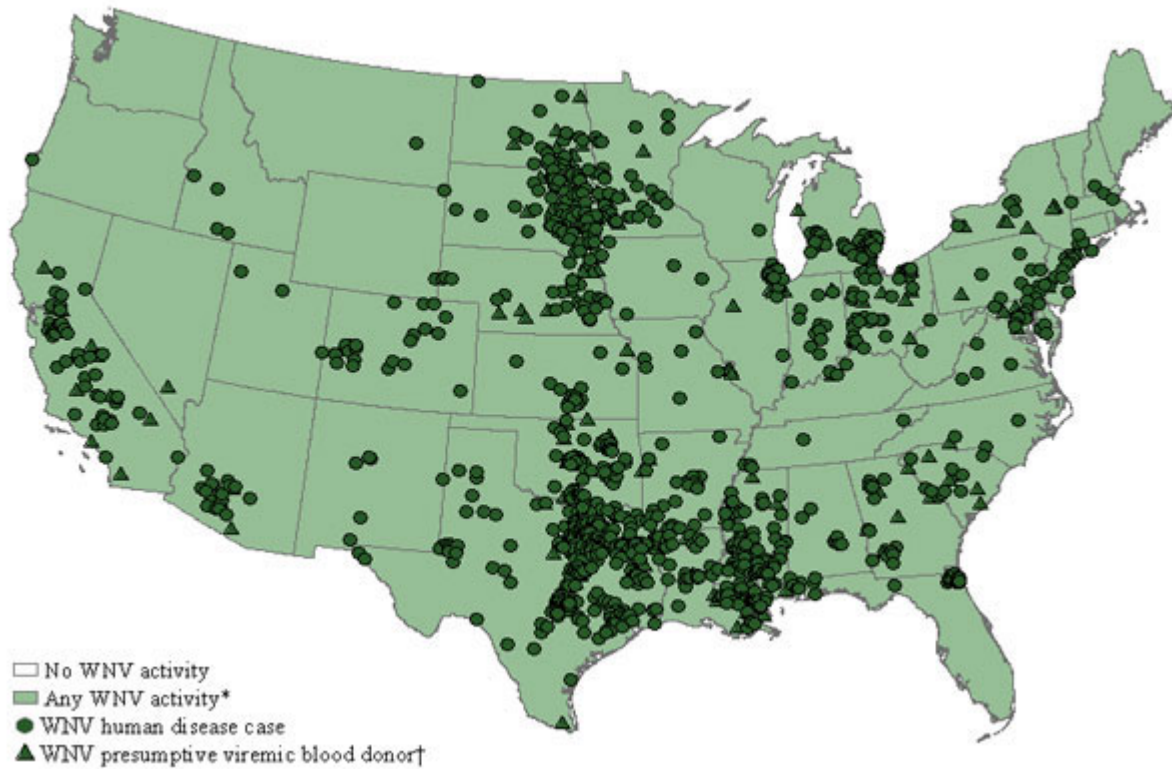 No WNV activity
Any WNV activity*
WNV human disease case
WNV presumptive viremic blood donor†